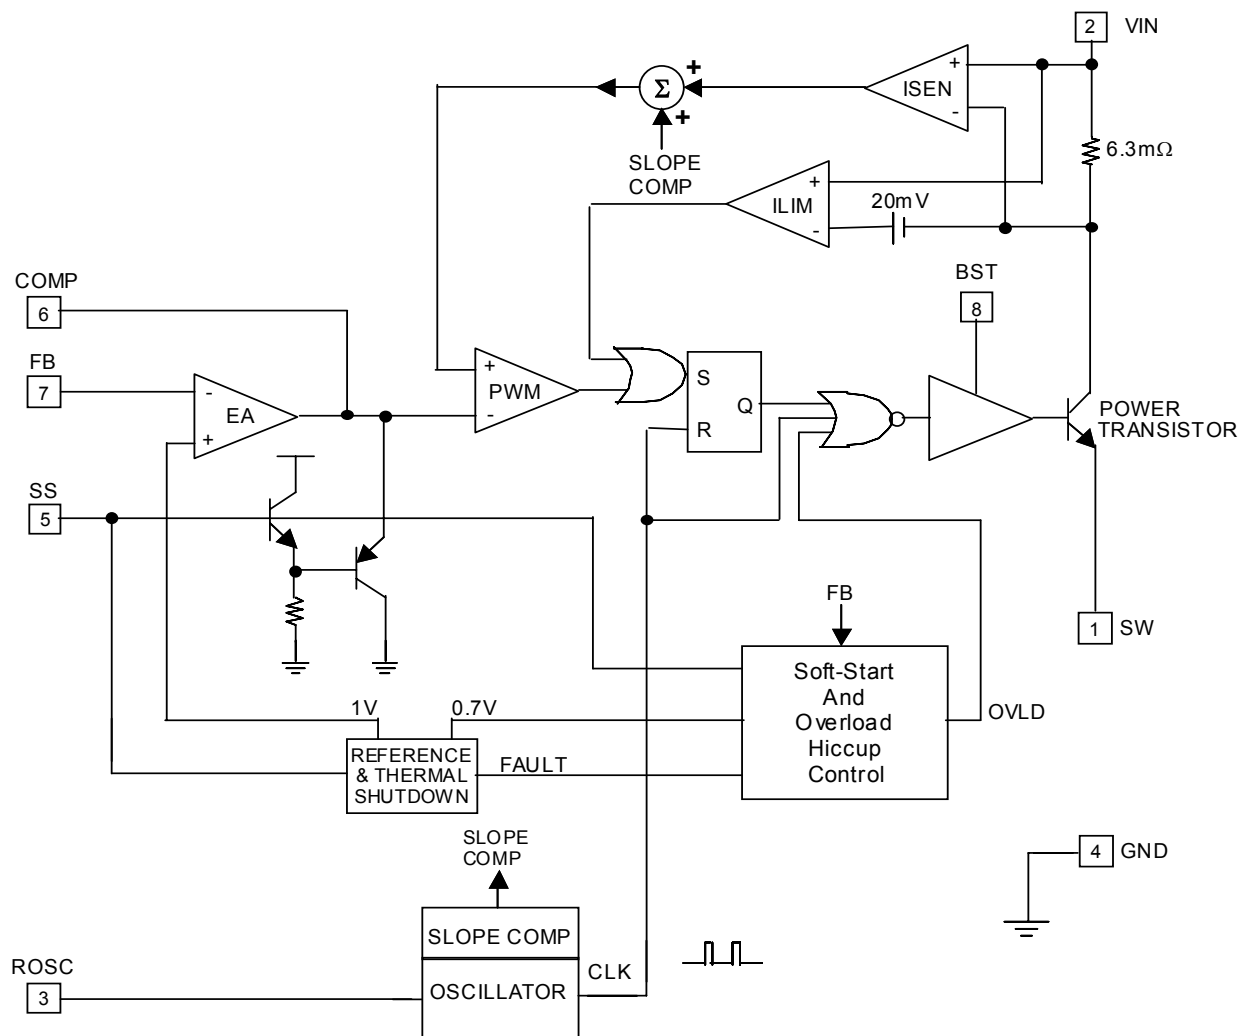 2 VIN
+
ISEN
-
+
Σ
+
6.3mΩ
SLOPE
COMP
+
ILIM
-
20mV
COMP
6
BST
8
FB
7
-
EA
+
+
PWM
-
S
Q
R
POWER
TRANSISTOR
SS
5
FB
1 SW
Soft-Start
And
Overload
Hiccup
Control
1V
0.7V
OVLD
REFERENCE
& THERMAL
SHUTDOWN
FAULT
SLOPE
COMP
4 GND
SLOPE COMP
ROSC
3
OSCILLATOR
CLK